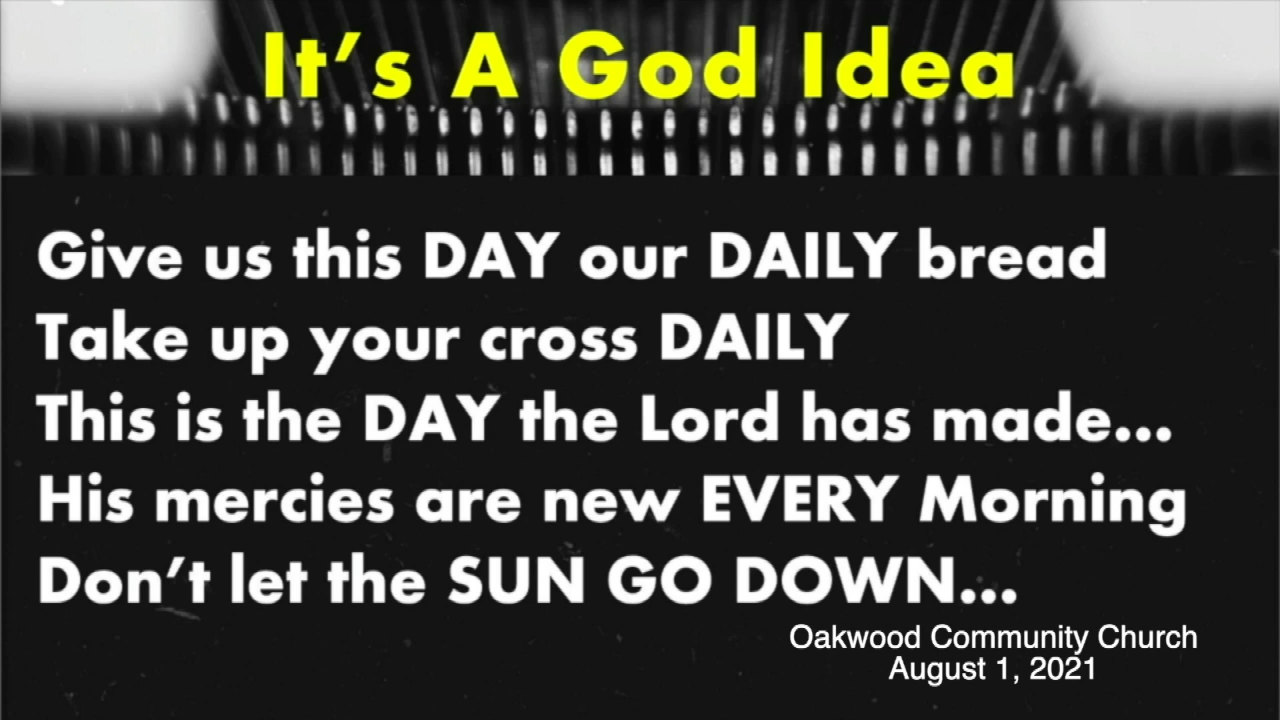 It’s A God Idea
Give us this DAY our DAILY bread
Take up your cross DAILY
This is the DAY the Lord has made...
His mercies are new EVERY Morning
Don’t let the SUN GO DOWN...
Oakwood Community Church
August 1, 2021